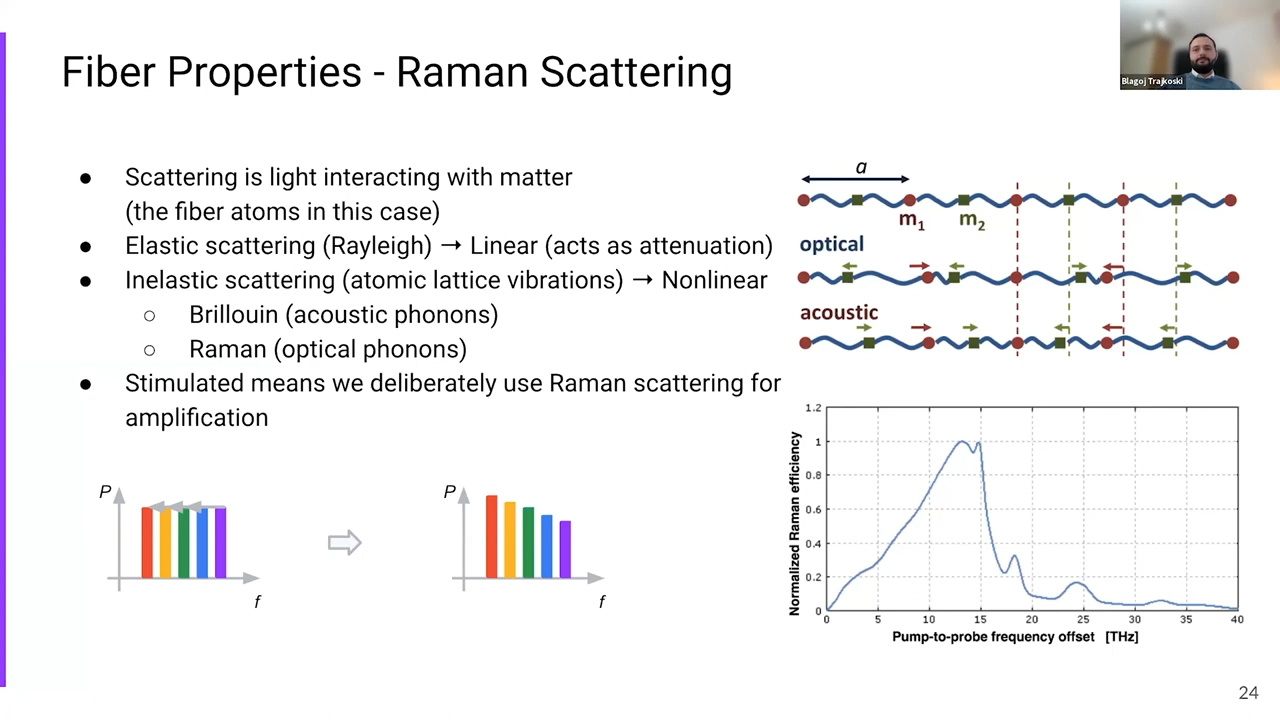 Fiber Properties - Raman Scattering
Blagoj Trajkoski
● Scattering is light interacting with matter
(the fiber atoms in this case)
● Elastic scattering (Rayleigh) → Linear (acts as attenuation)
● Inelastic scattering (atomic lattice vibrations) → Nonlinear
○ Brillouin (acoustic phonons)
○ Raman (optical phonons)
● Stimulated means we deliberately use Raman scattering for
amplification
a
m1 m2
optical
acoustic
P
f
P
f
Normalized Raman efficiency
1.2
1
0.8
0.6
0.4
0.2
0
0 5 10 15 20 25 30 35 40
Pump-to-probe frequency offset [THz]
24